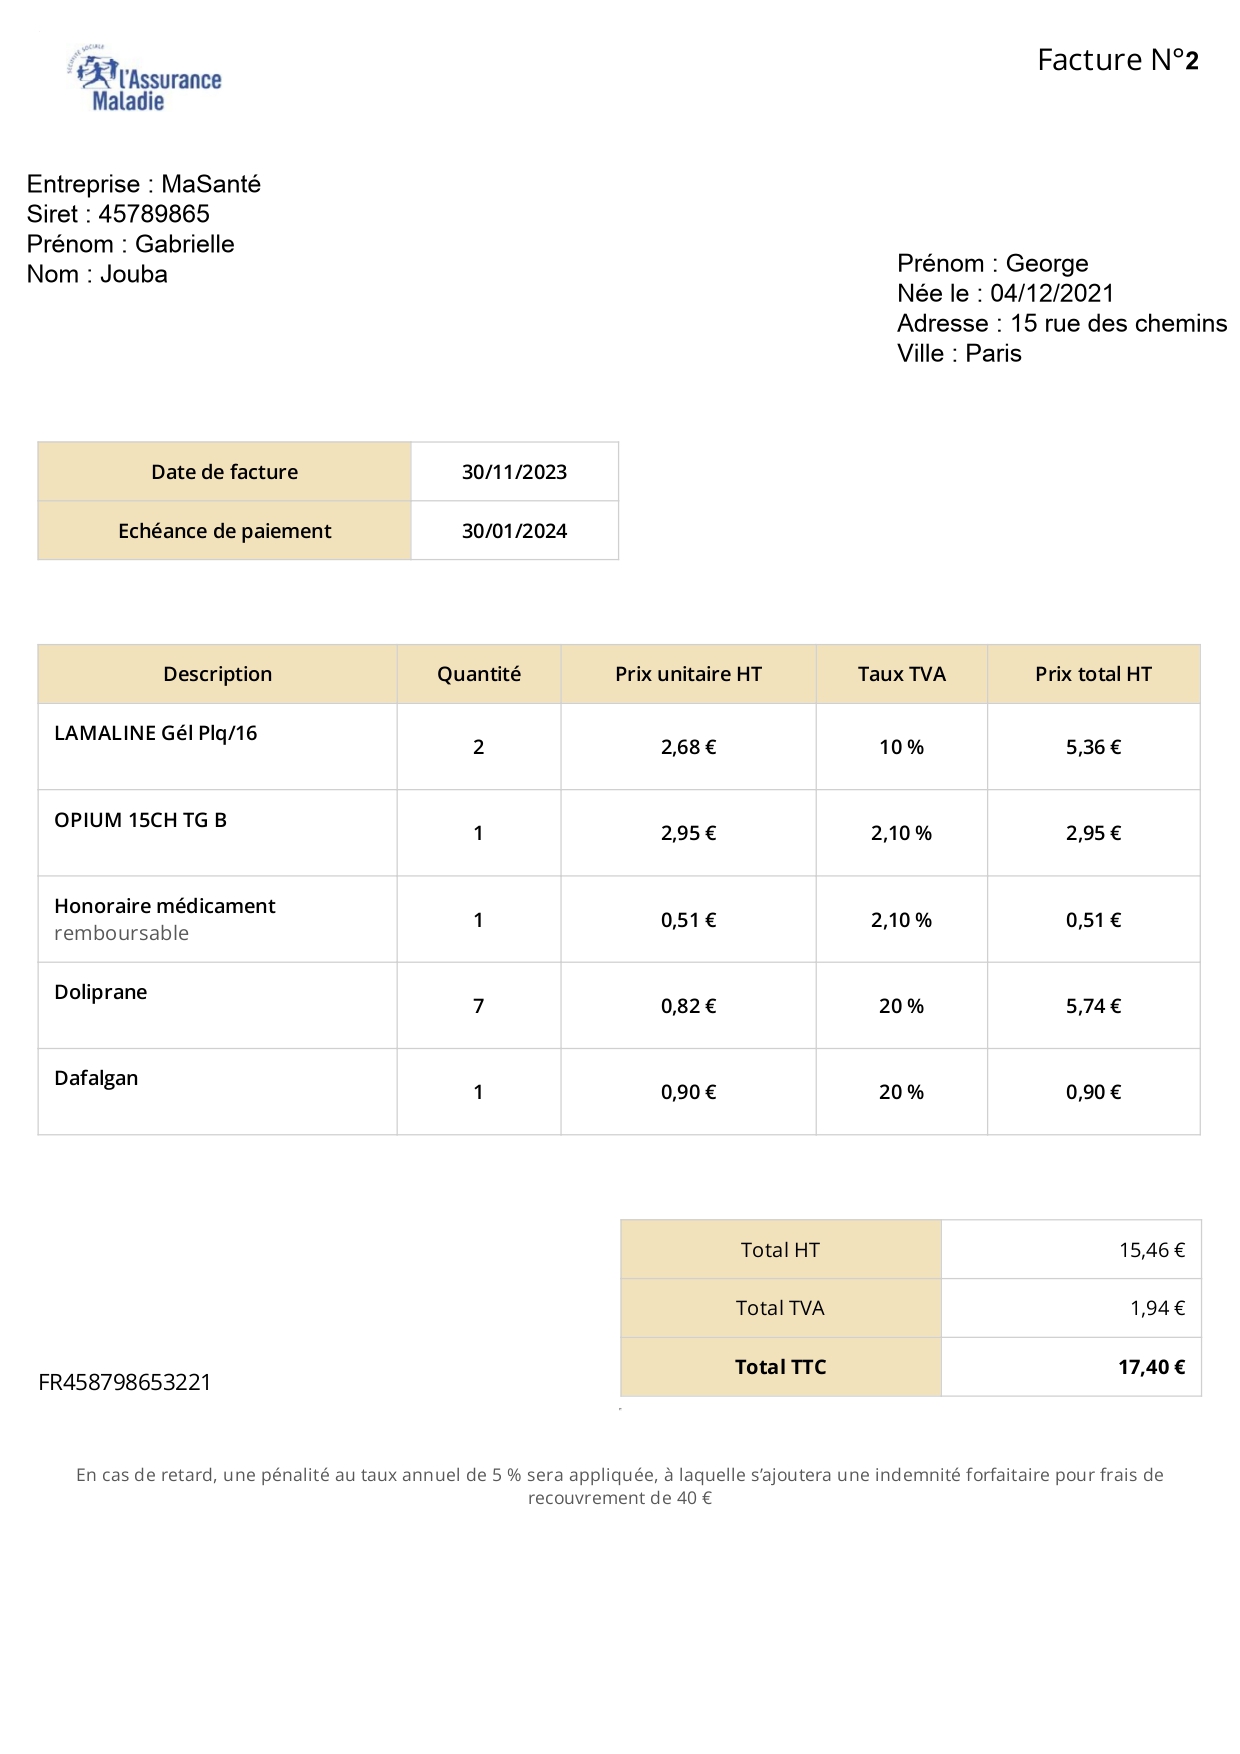 SÉCURITÉ SOCIALE
l'Assurance
Maladie
Facture N°2
Entreprise : MaSanté
Siret : 45789865
Prénom : Gabrielle
Nom : Jouba
Prénom : George
Née le : 04/12/2021
Adresse : 15 rue des chemins
Ville : Paris
Date de facture 30/11/2023
Echéance de paiement 30/01/2024
Description Quantité Prix unitaire HT Taux TVA Prix total HT
LAMALINE Gél Plq/16 2 2,68 € 10 % 5,36 €
OPIUM 15CH TG B 1 2,95 € 2,10 % 2,95 €
Honoraire médicament
remboursable 1 0,51 € 2,10 % 0,51 €
Doliprane 7 0,82 € 20 % 5,74 €
Dafalgan 1 0,90 € 20 % 0,90 €
Total HT 15,46 €
Total TVA 1,94 €
Total TTC 17,40 €
FR458798653221
En cas de retard, une pénalité au taux annuel de 5 % sera appliquée, à laquelle s’ajoutera une indemnité forfaitaire pour frais de
recouvrement de 40 €